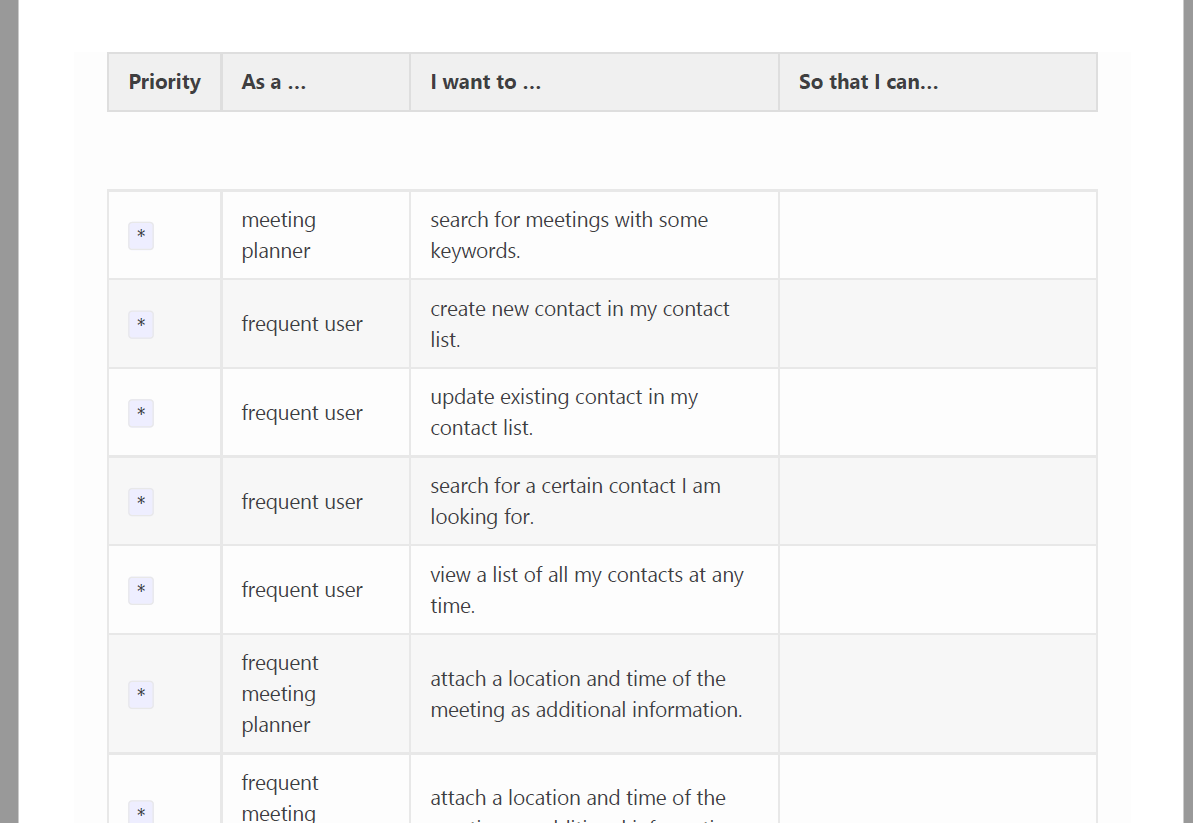 Priority As a ... I want to ... So that I can...
* meeting planner search for meetings with some keywords.
* frequent user create new contact in my contact list.
* frequent user update existing contact in my contact list.
* frequent user search for a certain contact I am looking for.
* frequent user view a list of all my contacts at any time.
* frequent meeting planner attach a location and time of the meeting as additional information.
* frequent meeting attach a location and time of the